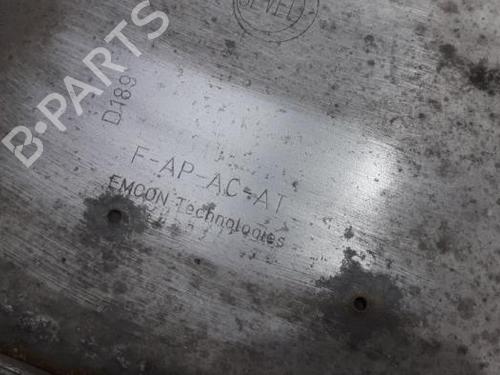 B-PARTS
D189
F-AP-AC-AT
EMCON Technologies